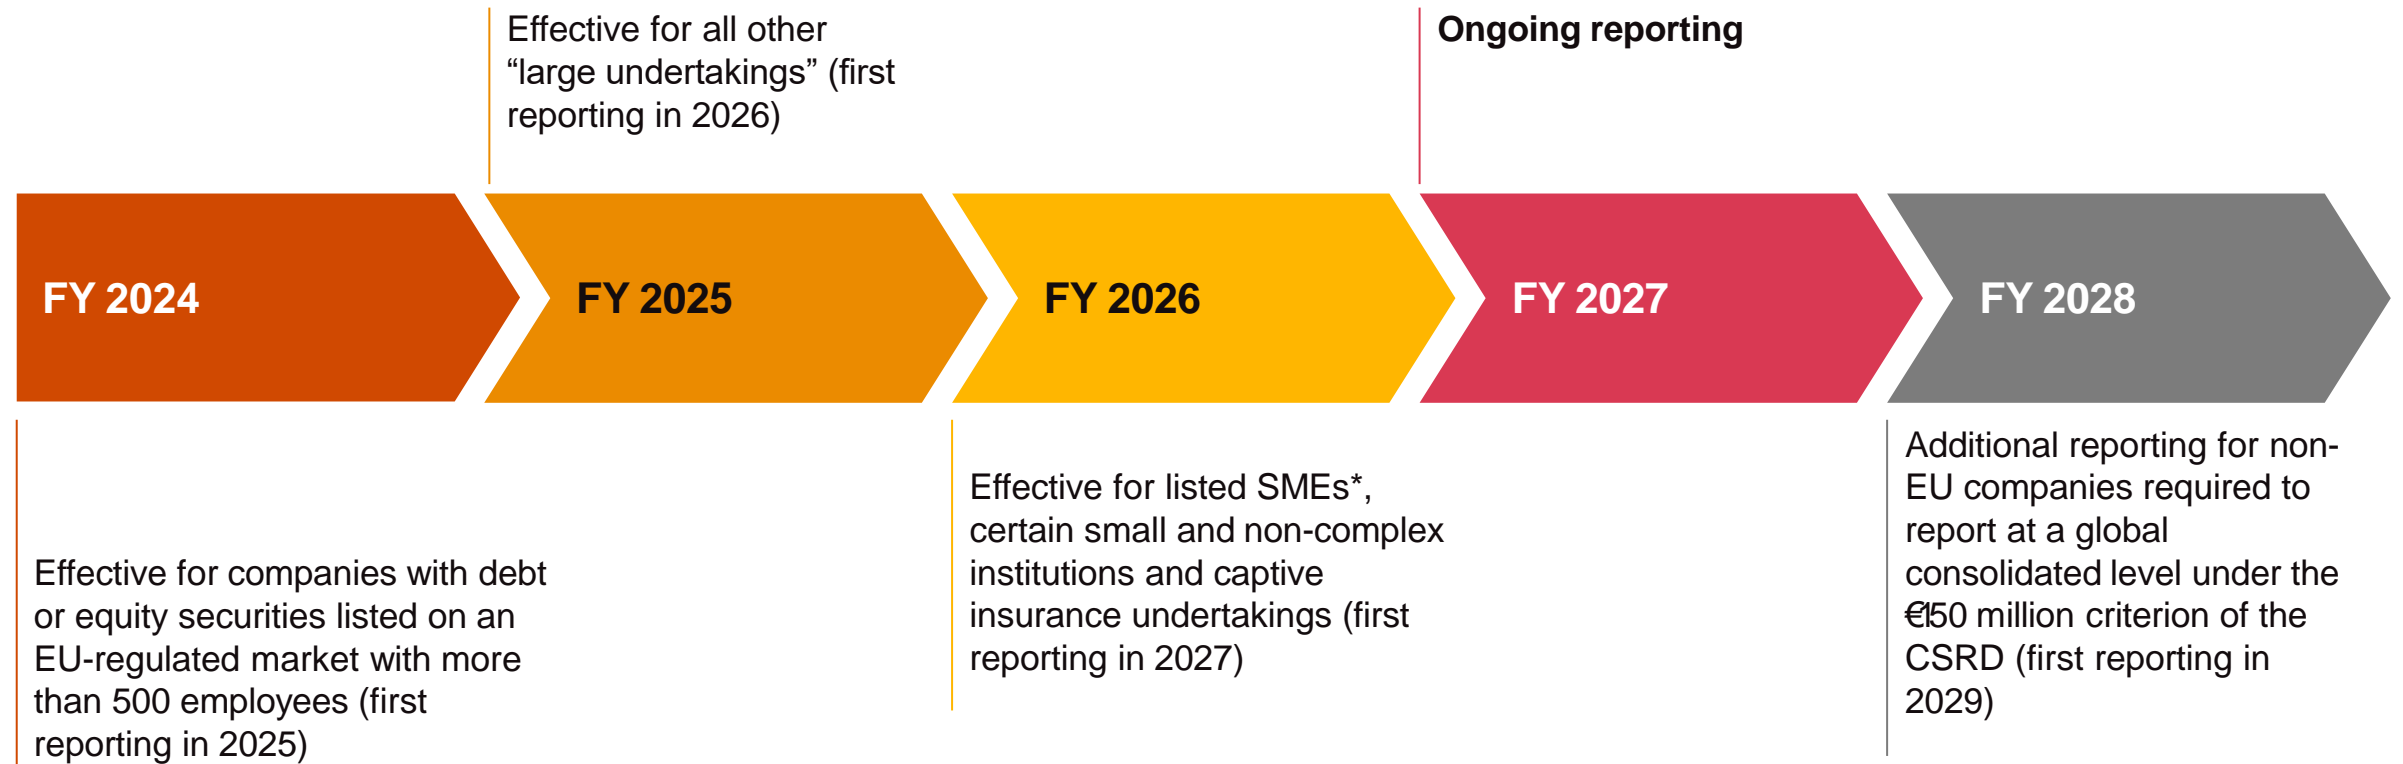 Effective for all other
“large undertakings” (first
reporting in 2026)
Ongoing reporting
FY 2024
FY 2025
FY 2026
FY 2027
FY 2028
Effective for companies with debt
or equity securities listed on an
EU-regulated market with more
than 500 employees (first
reporting in 2025)
Effective for listed SMEs*,
certain small and non-complex
institutions and captive
insurance undertakings (first
reporting in 2027)
Additional reporting for non-
EU companies required to
report at a global
consolidated level under the
€150 million criterion of the
CSRD (first reporting in
2029)